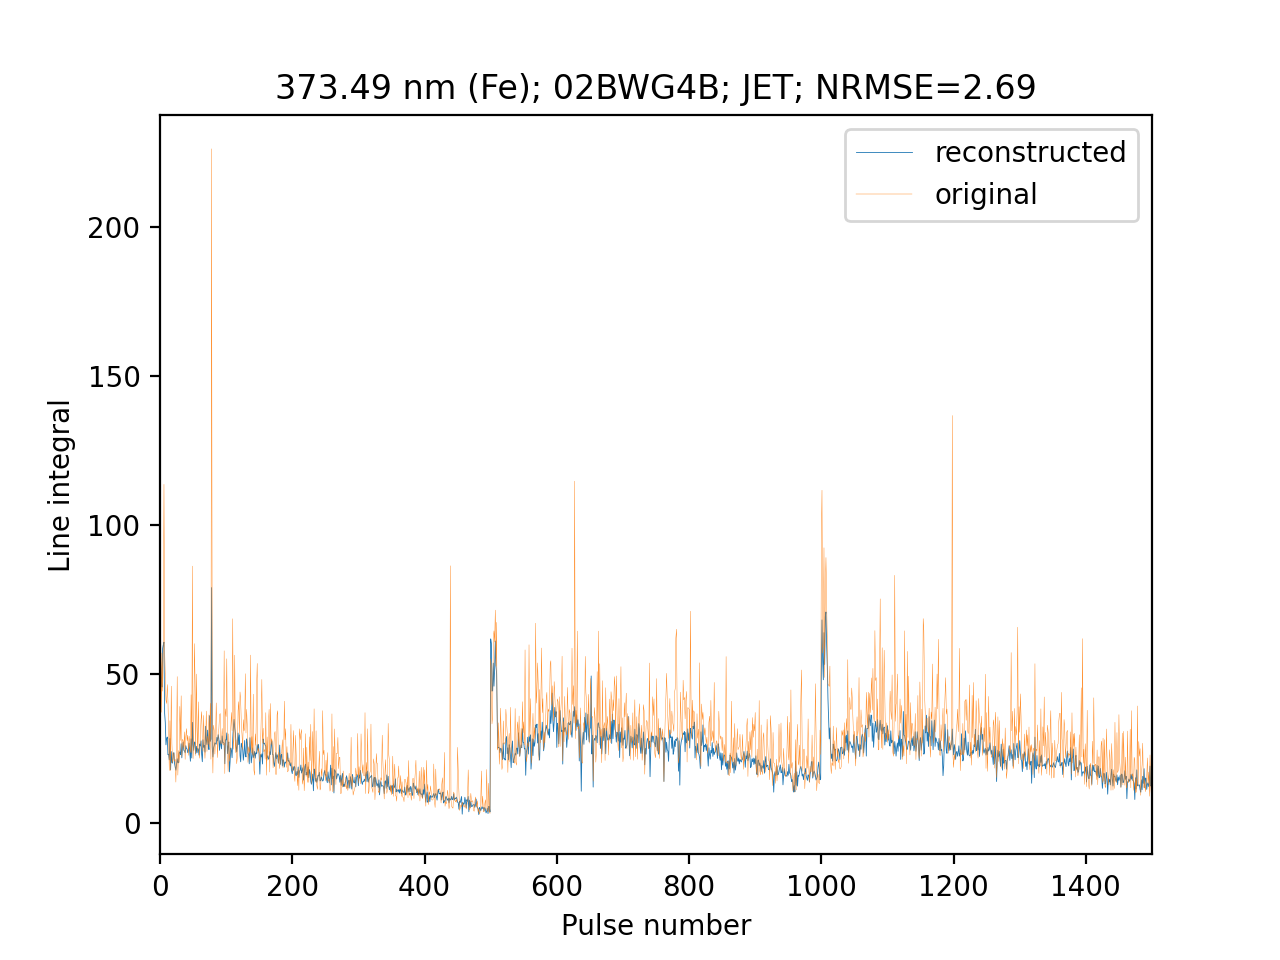 373.49 nm (Fe); 02BWG4B; JET; NRMSE=2.69
reconstructed
original
Line integral
200
150
100
50
0
0 200 400 600 800 1000 1200 1400
Pulse number